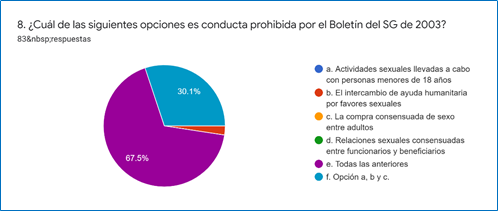 8. ¿Cuál de las siguientes opciones es conducta prohibida por el Boletín del SG de 2003?
83&nbsp;respuestas
30.1%
67.5%
a. Actividades sexuales llevadas a cabo
con personas menores de 18 años
b. El intercambio de ayuda humanitaria
por favores sexuales
c. La compra consensuada de sexo
entre adultos
d. Relaciones sexuales consensuadas
entre funcionarios y beneficiarios
e. Todas las anteriores
f. Opción a, b y c.